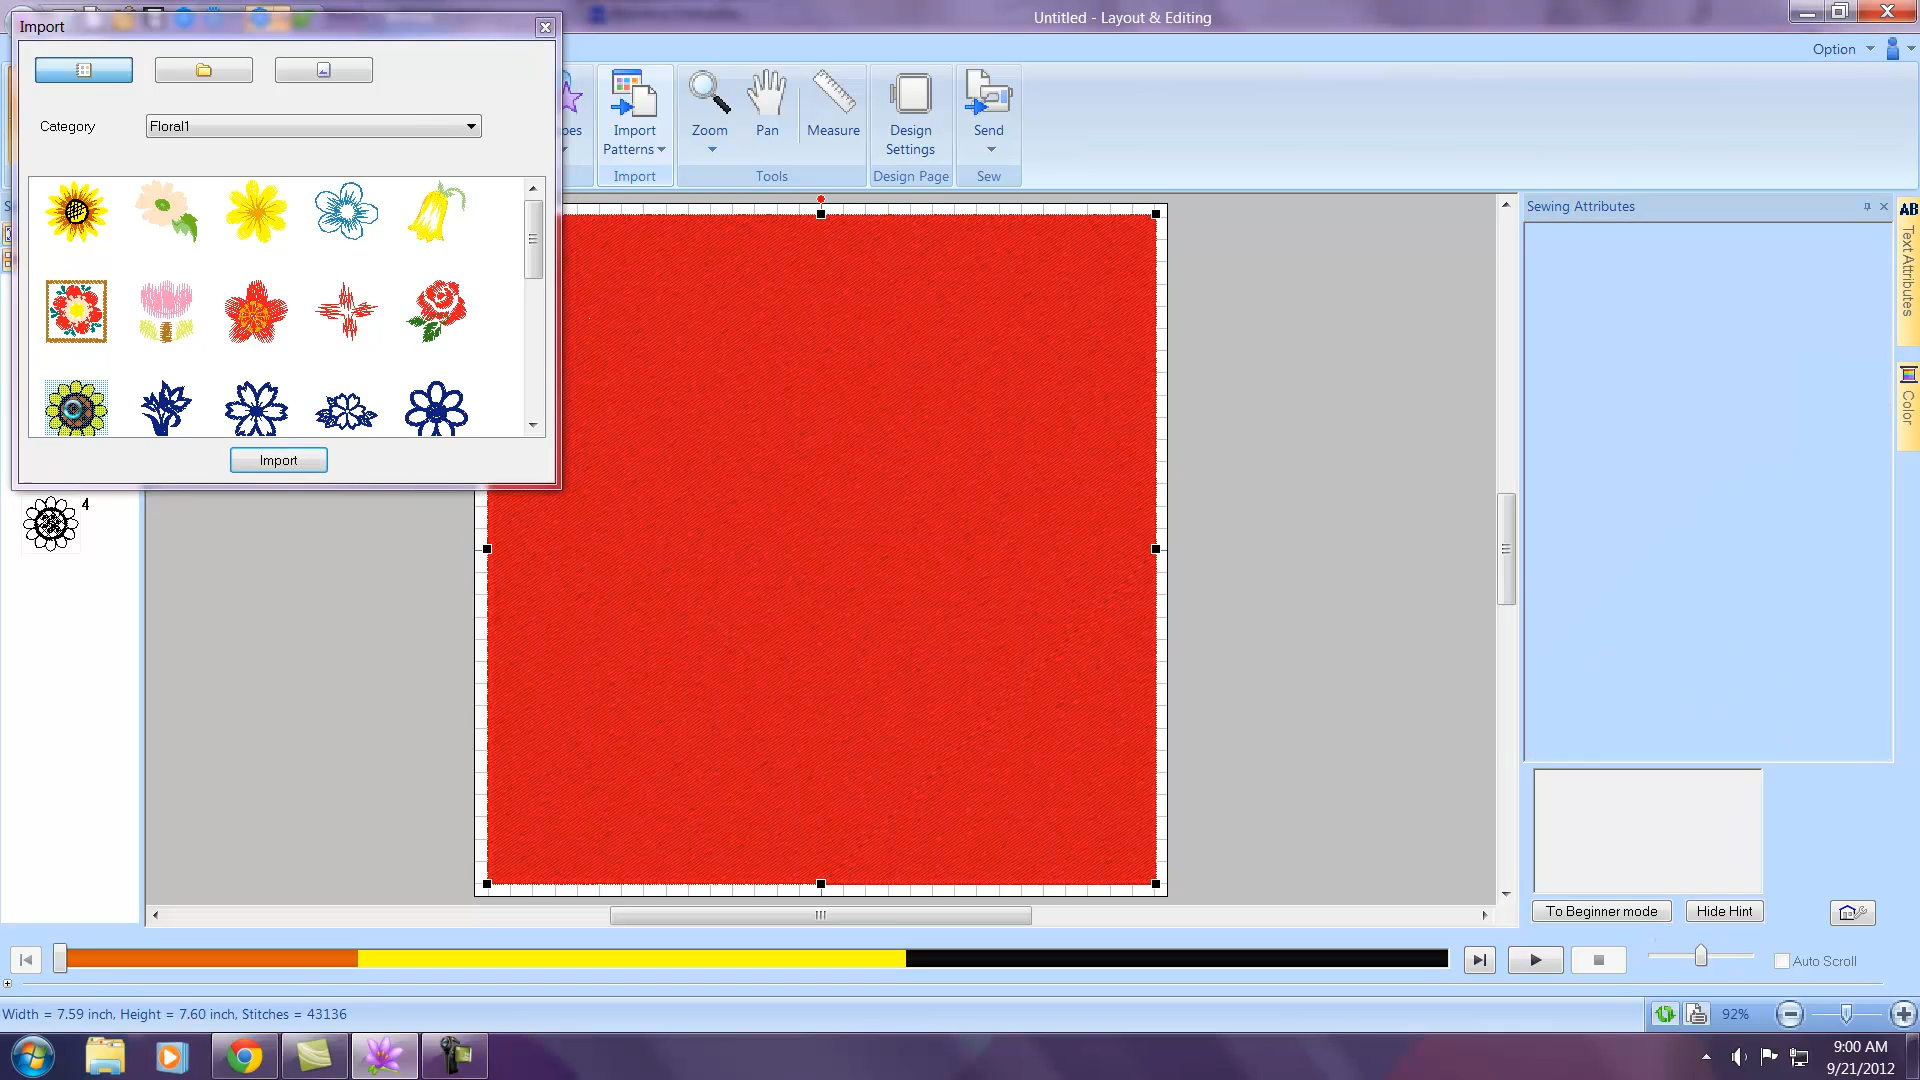 Import
Untitled - Layout & Editing
Option
Category
Floral1
Import
Patterns
Zoom
Pan
Measure
Design
Settings
Send
Import
Tools
Design Page
Sew
Sewing Attributes
AB
Text Attributes
Color
Import
4
To Beginner mode
Hide Hint
Auto Scroll
Width = 7.59 inch, Height = 7.60 inch, Stitches = 43136
92%
9:00 AM
9/21/2012